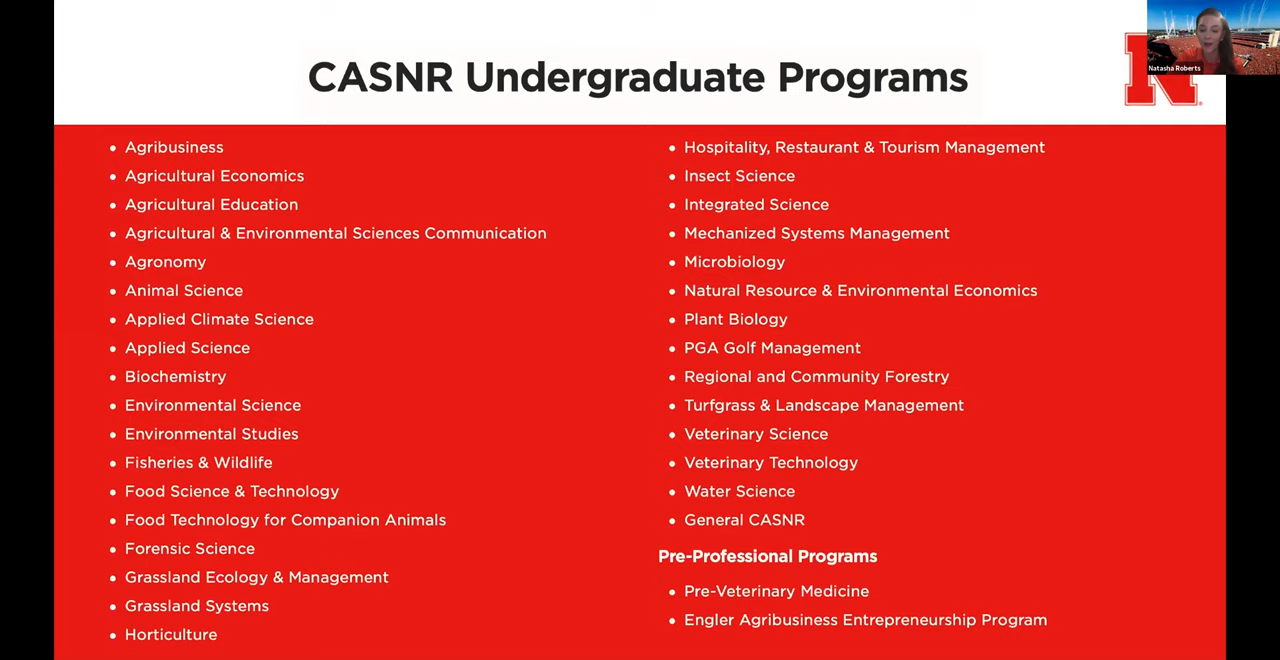 CASNR Undergraduate Programs
N
Natasha Roberts
Agribusiness
Agricultural Economics
Agricultural Education
Agricultural & Environmental Sciences Communication
Agronomy
Animal Science
Applied Climate Science
Applied Science
Biochemistry
Environmental Science
Environmental Studies
Fisheries & Wildlife
Food Science & Technology
Food Technology for Companion Animals
Forensic Science
Grassland Ecology & Management
Grassland Systems
Horticulture
Hospitality, Restaurant & Tourism Management
Insect Science
Integrated Science
Mechanized Systems Management
Microbiology
Natural Resource & Environmental Economics
Plant Biology
PGA Golf Management
Regional and Community Forestry
Turfgrass & Landscape Management
Veterinary Science
Veterinary Technology
Water Science
General CASNR
Pre-Professional Programs
Pre-Veterinary Medicine
Engler Agribusiness Entrepreneurship Program